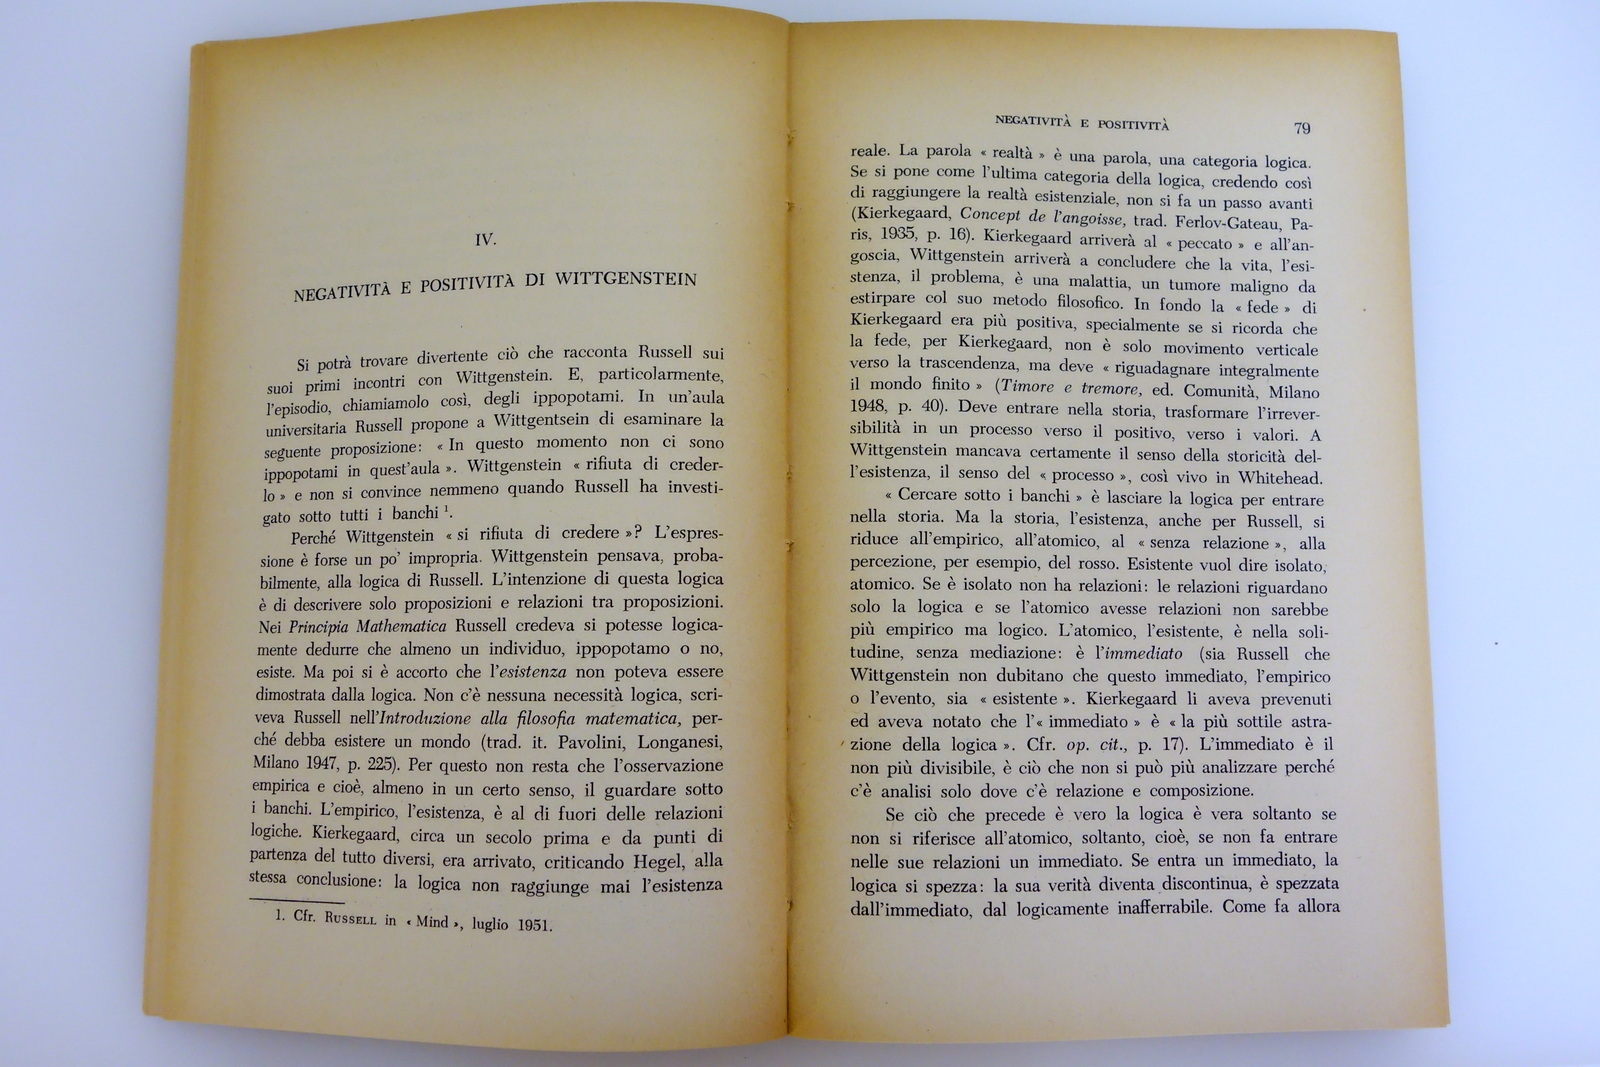 IV.
NEGATIVITÀ E POSITIVITÀ DI WITTGENSTEIN
Si potrà trovare divertente ciò che racconta Russell sui
suoi primi incontri con Wittgenstein. E, particolarmente,
l'episodio, chiamiamolo così, degli ippopotami. In un'aula
universitaria Russell propone a Wittgentsein di esaminare la
seguente proposizione: « In questo momento non ci sono
ippopotami in quest'aula ». Wittgenstein « rifiuta di creder-
lo » e non si convince nemmeno quando Russell ha investi-
gato sotto tutti i banchi ¹.
Perché Wittgenstein « si rifiuta di credere »? L'espres-
sione è forse un po' impropria. Wittgenstein pensava, proba-
bilmente, alla logica di Russell. L'intenzione di questa logica
è di descrivere solo proposizioni e relazioni tra proposizioni.
Nei Principia Mathematica Russell credeva si potesse logica-
mente dedurre che almeno un individuo, ippopotamo o no,
esiste. Ma poi si è accorto che l'esistenza non poteva essere
dimostrata dalla logica. Non c'è nessuna necessità logica, scri-
veva Russell nell'Introduzione alla filosofia matematica, per-
ché debba esistere un mondo (trad. it. Pavolini, Longanesi,
Milano 1947, p. 225). Per questo non resta che l'osservazione
empirica e cioè, almeno in un certo senso, il guardare sotto
i banchi. L'empirico, l'esistenza, è al di fuori delle relazioni
logiche. Kierkegaard, circa un secolo prima e da punti di
partenza del tutto diversi, era arrivato, criticando Hegel, alla
stessa conclusione: la logica non raggiunge mai l'esistenza
1. Cfr. RUSSELL in « Mind », luglio 1951.
NEGATIVITÀ E POSITIVITÀ 79
reale. La parola « realtà » è una parola, una categoria logica.
Se si pone come l'ultima categoria della logica, credendo così
di raggiungere la realtà esistenziale, non si fa un passo avanti
(Kierkegaard, Concept de l'angoisse, trad. Ferlov-Gateau, Pa-
ris, 1935, p. 16). Kierkegaard arriverà al « peccato » e all'an-
goscia, Wittgenstein arriverà a concludere che la vita, l'esi-
stenza, il problema, è una malattia, un tumore maligno da
estirpare col suo metodo filosofico. In fondo la « fede » di
Kierkegaard era più positiva, specialmente se si ricorda che
la fede, per Kierkegaard, non è solo movimento verticale
verso la trascendenza, ma deve « riguadagnare integralmente
il mondo finito » (Timore e tremore, ed. Comunità, Milano
1948, p. 40). Deve entrare nella storia, trasformare l'irrever-
sibilità in un processo verso il positivo, verso i valori. A
Wittgenstein mancava certamente il senso della storicità del-
l'esistenza, il senso del « processo », così vivo in Whitehead.
« Cercare sotto i banchi » è lasciare la logica per entrare
nella storia. Ma la storia, l'esistenza, anche per Russell, si
riduce all'empirico, all'atomico, al « senza relazione », alla
percezione, per esempio, del rosso. Esistente vuol dire isolato,
atomico. Se è isolato non ha relazioni: le relazioni riguardano
solo la logica e se l'atomico avesse relazioni non sarebbe
più empirico ma logico. L'atomico, l'esistente, è nella soli-
tudine, senza mediazione: è l'immediato (sia Russell che
Wittgenstein non dubitano che questo immediato, l'empirico
o l'evento, sia « esistente ». Kierkegaard li aveva prevenuti
ed aveva notato che l'« immediato » è « la più sottile astra-
zione della logica ». Cfr. op. cit., p. 17). L'immediato è il
non più divisibile, è ciò che non si può più analizzare perché
c'è analisi solo dove c'è relazione e composizione.
Se ciò che precede è vero la logica è vera soltanto se
non si riferisce all'atomico, soltanto, cioè, se non fa entrare
nelle sue relazioni un immediato. Se entra un immediato, la
logica si spezza: la sua verità diventa discontinua, è spezzata
dall'immediato, dal logicamente inafferrabile. Come fa allora